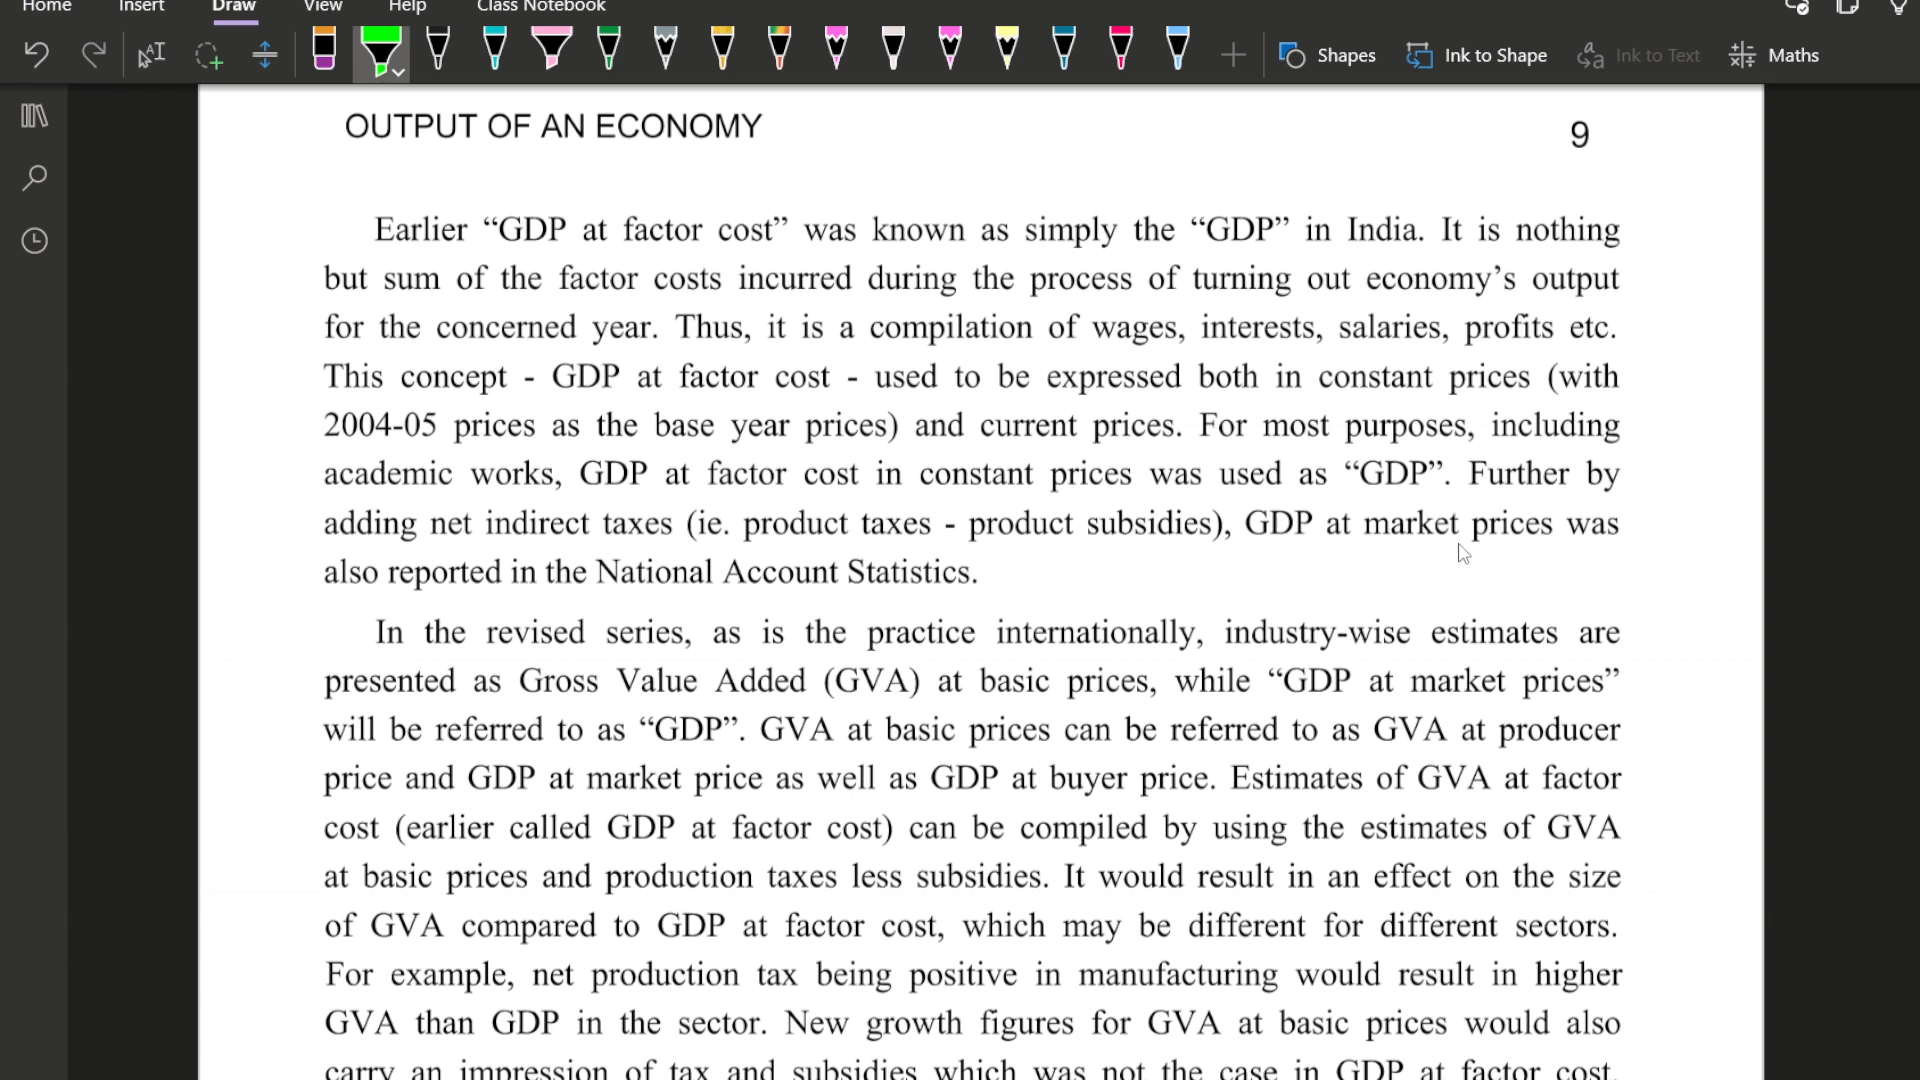 Home Insert Draw View Help Class Notebook
Shapes Ink to Shape Ink to Text Maths
OUTPUT OF AN ECONOMY 9
Earlier “GDP at factor cost” was known as simply the “GDP” in India. It is nothing
but sum of the factor costs incurred during the process of turning out economy’s output
for the concerned year. Thus, it is a compilation of wages, interests, salaries, profits etc.
This concept - GDP at factor cost - used to be expressed both in constant prices (with
2004-05 prices as the base year prices) and current prices. For most purposes, including
academic works, GDP at factor cost in constant prices was used as “GDP”. Further by
adding net indirect taxes (ie. product taxes - product subsidies), GDP at market prices was
also reported in the National Account Statistics.
In the revised series, as is the practice internationally, industry-wise estimates are
presented as Gross Value Added (GVA) at basic prices, while “GDP at market prices”
will be referred to as “GDP”. GVA at basic prices can be referred to as GVA at producer
price and GDP at market price as well as GDP at buyer price. Estimates of GVA at factor
cost (earlier called GDP at factor cost) can be compiled by using the estimates of GVA
at basic prices and production taxes less subsidies. It would result in an effect on the size
of GVA compared to GDP at factor cost, which may be different for different sectors.
For example, net production tax being positive in manufacturing would result in higher
GVA than GDP in the sector. New growth figures for GVA at basic prices would also
carry an impression of tax and subsidies which was not the case in GDP at factor cost.